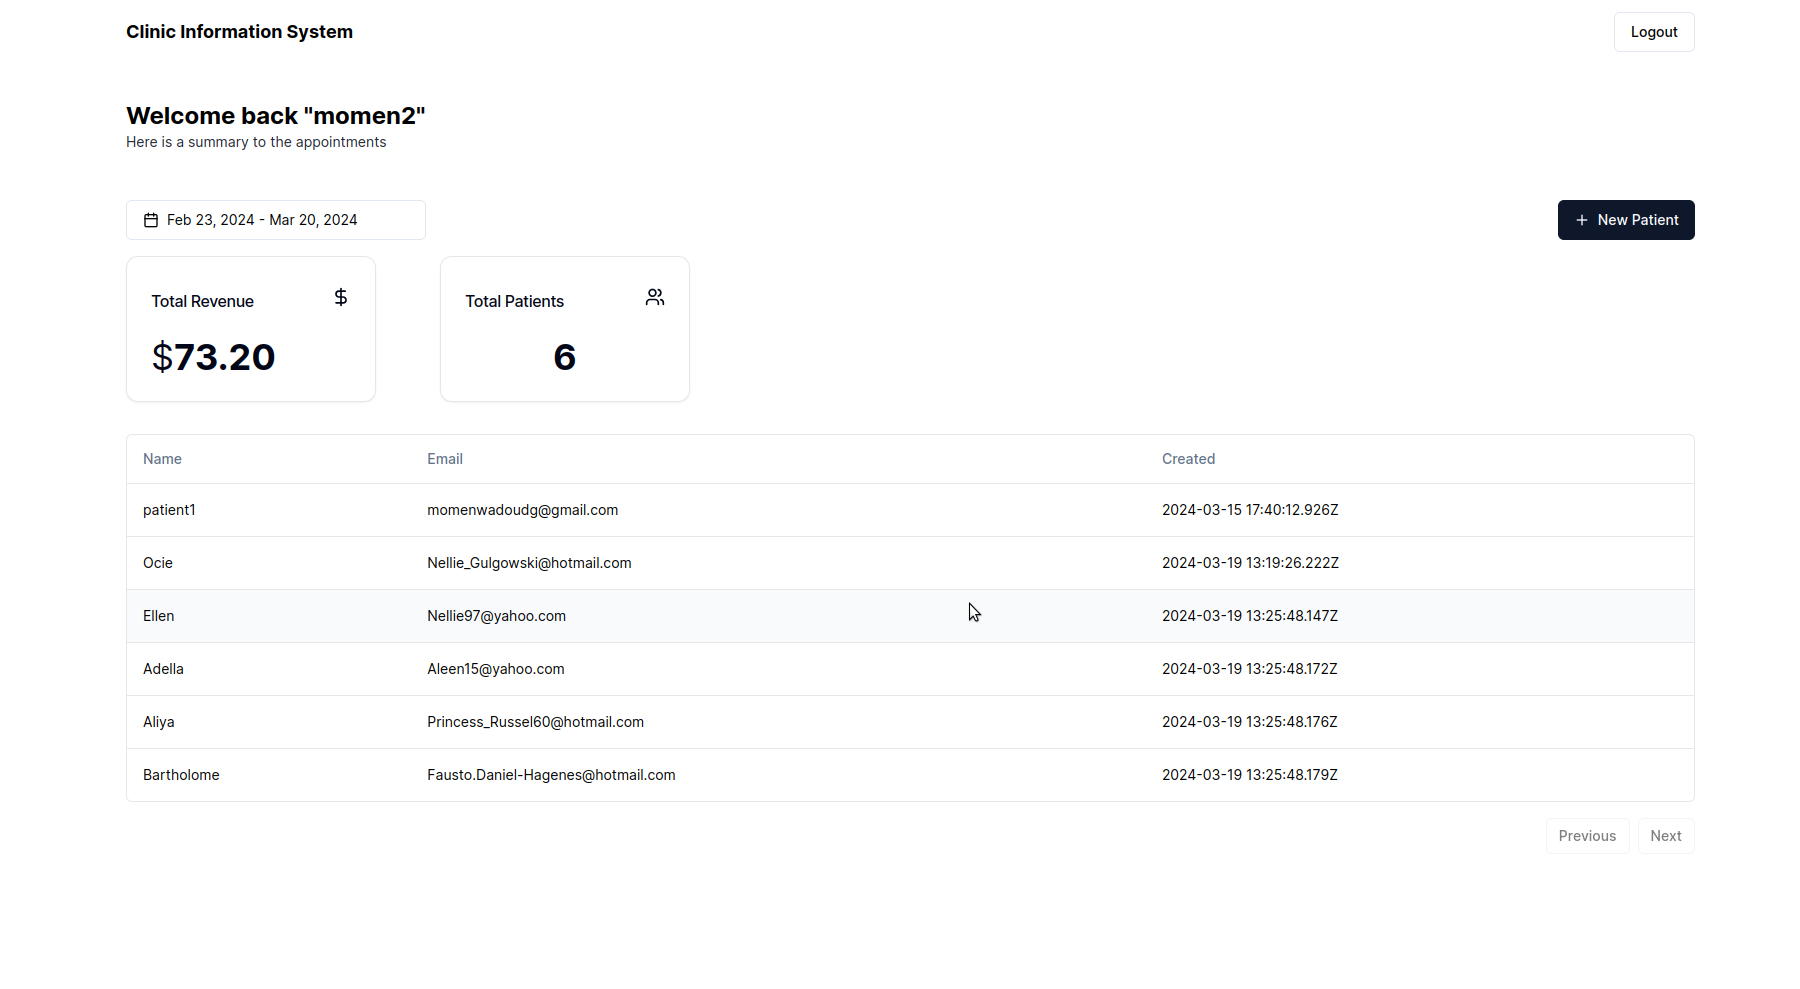 Clinic Information System
Logout
Welcome back "momen2"
Here is a summary to the appointments
Feb 23, 2024 - Mar 20, 2024
New Patient
Total Revenue
$73.20
Total Patients
6
Name Email Created
patient1 momenwadoudg@gmail.com 2024-03-15 17:40:12.926Z
Ocie Nellie_Gulgowski@hotmail.com 2024-03-19 13:19:26.222Z
Ellen Nellie97@yahoo.com 2024-03-19 13:25:48.147Z
Adella Aleen15@yahoo.com 2024-03-19 13:25:48.172Z
Aliya Princess_Russel60@hotmail.com 2024-03-19 13:25:48.176Z
Bartholome Fausto.Daniel-Hagenes@hotmail.com 2024-03-19 13:25:48.179Z
Previous Next